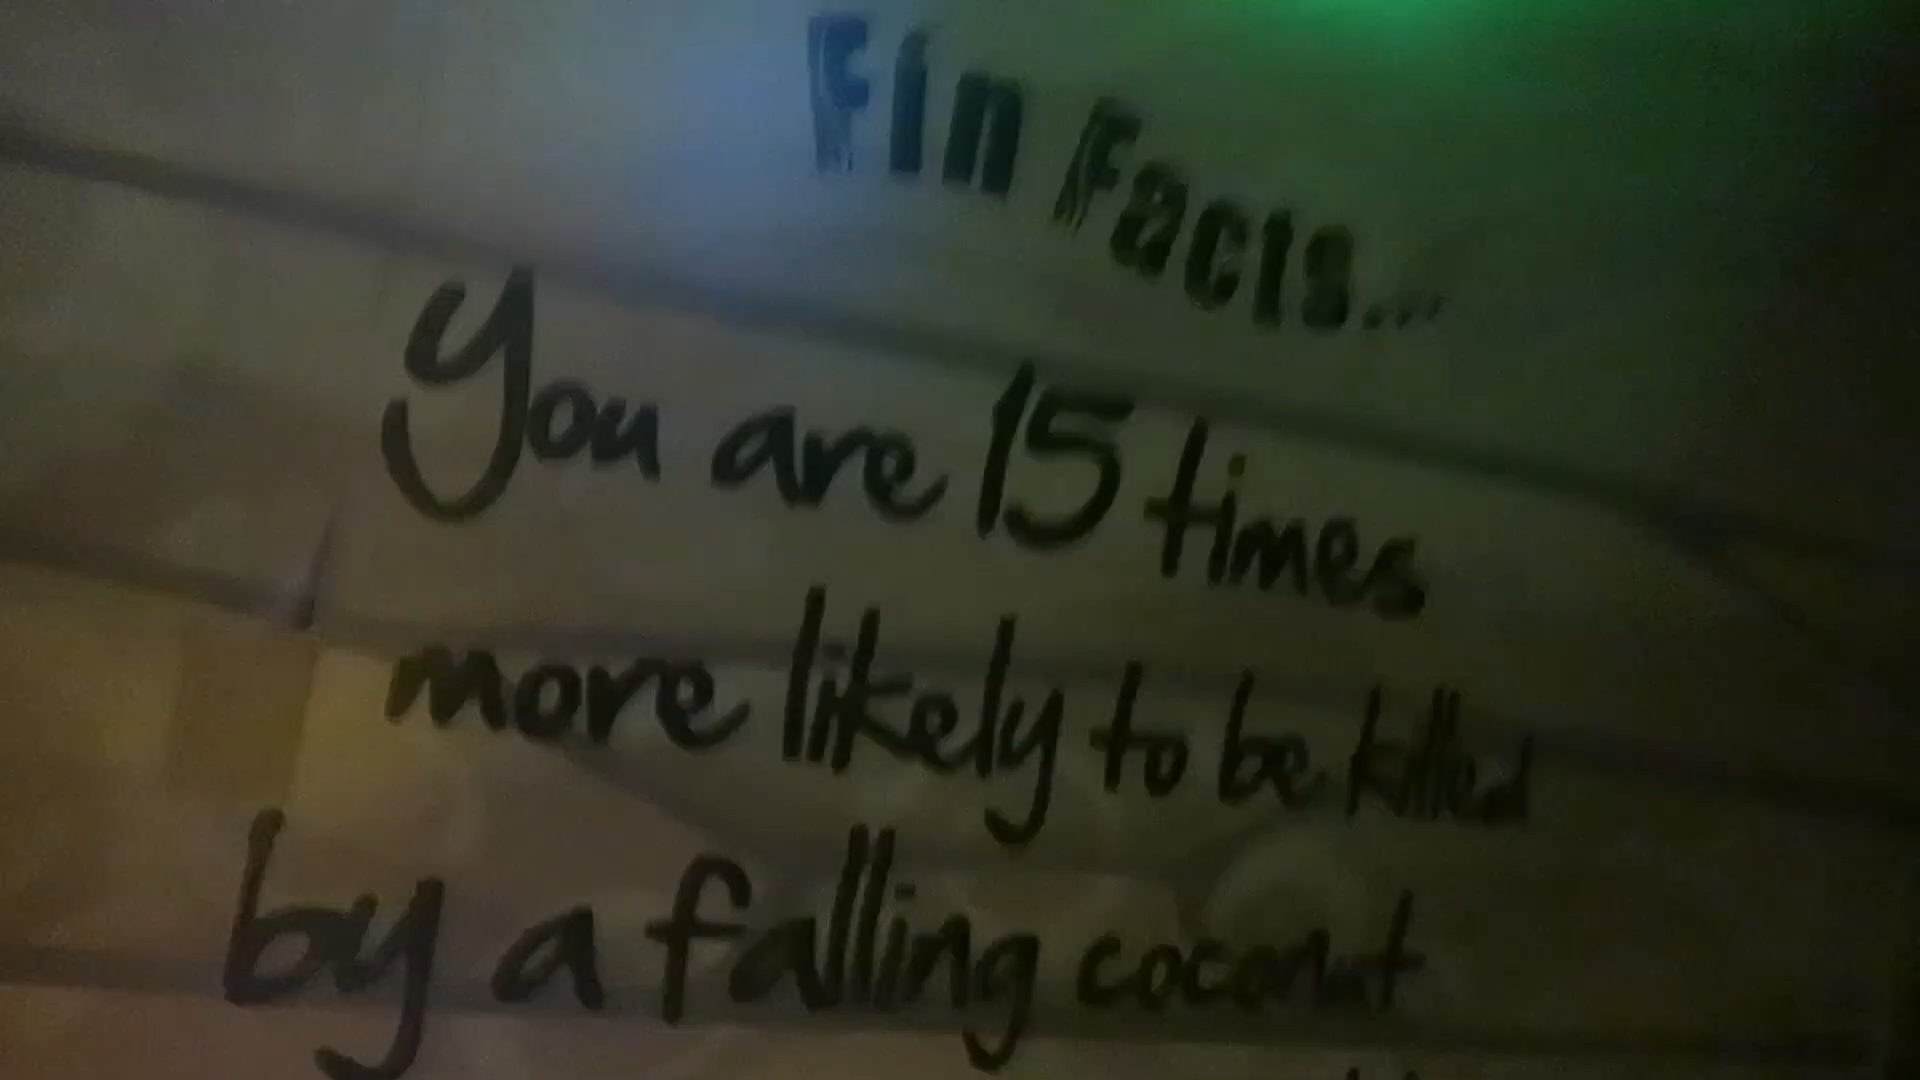 Fin Facts...
You are 15 times
more likely to be killed
by a falling coconut